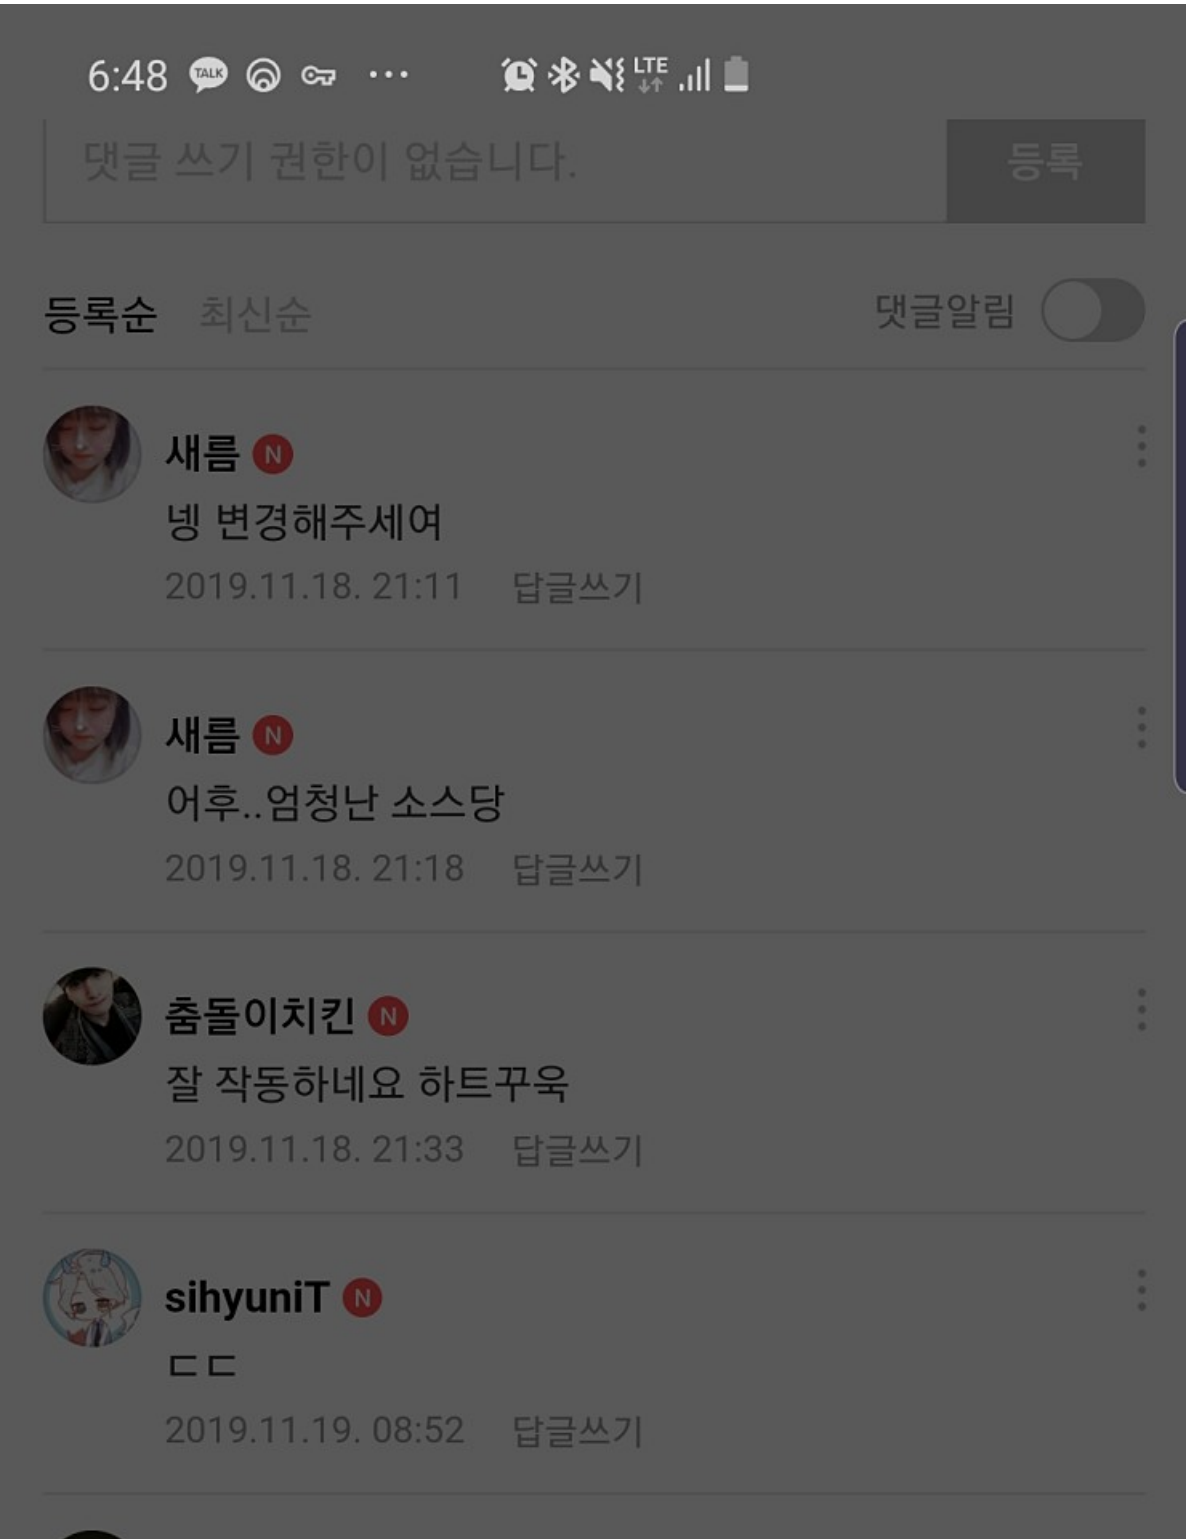 6:48 TALK LTE
댓글 쓰기 권한이 없습니다. 등록
등록순 최신순 댓글알림
새름 N
넹 변경해주세여
2019.11.18. 21:11 답글쓰기
새름 N
어후..엄청난 소스당
2019.11.18. 21:18 답글쓰기
춤돌이치킨 N
잘 작동하네요 하트꾸욱
2019.11.18. 21:33 답글쓰기
sihyuniT N
ㄷㄷ
2019.11.19. 08:52 답글쓰기